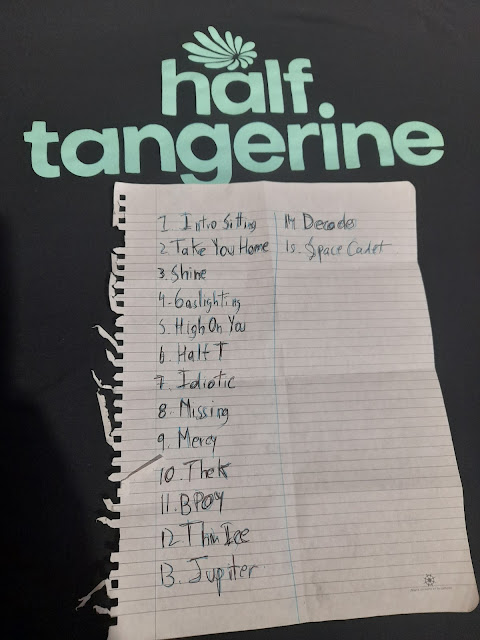 half
tangerine
1 Intro Sitting
2. Take You Home
3. Shine
4. Gaslighting
5. High On You
6. Half T
7. Idiotic
8. Missing
9. Mercy
10. TheK
11. BPOY
12 Thin Ice
13. Jupiter
14 Decades
15. Space Cadet